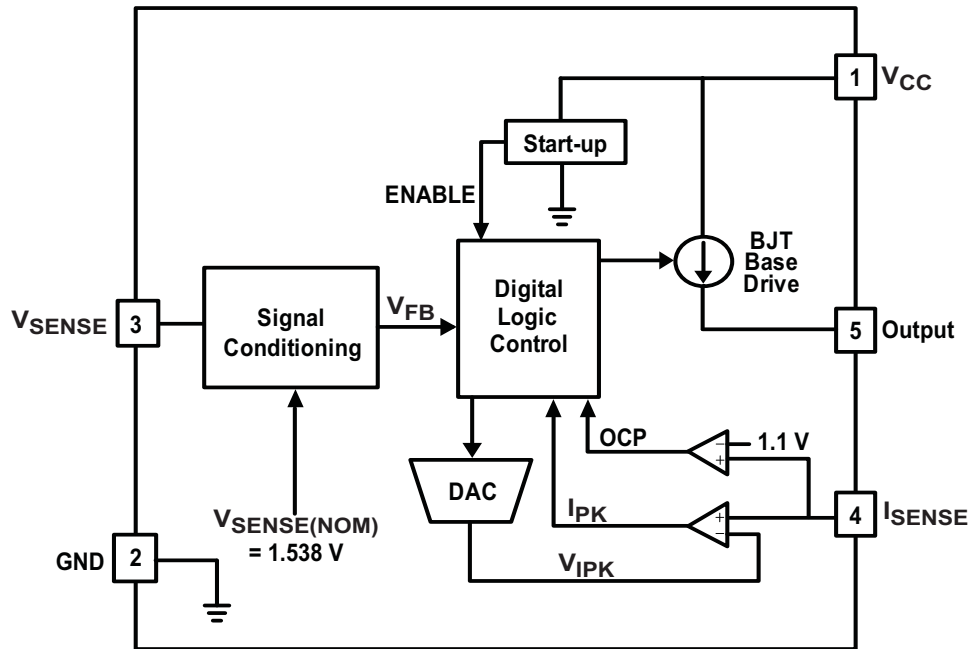 1
VCC
Start-up
ENABLE
BJT
Base
Drive
Digital
Logic
Control
VSENSE
3
Signal
Conditioning
VFB
5
Output
OCP
−
+
1.1 V
DAC
IPK
+
−
4
ISENSE
VSENSE(NOM)
= 1.538 V
VIPK
GND
2